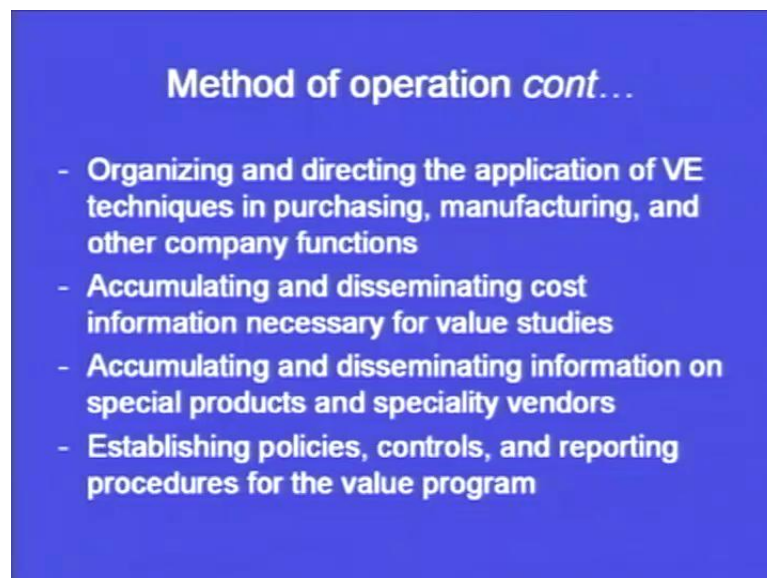 Method of operation cont…
- Organizing and directing the application of VE
techniques in purchasing, manufacturing, and
other company functions
- Accumulating and disseminating cost
information necessary for value studies
- Accumulating and disseminating information on
special products and speciality vendors
- Establishing policies, controls, and reporting
procedures for the value program